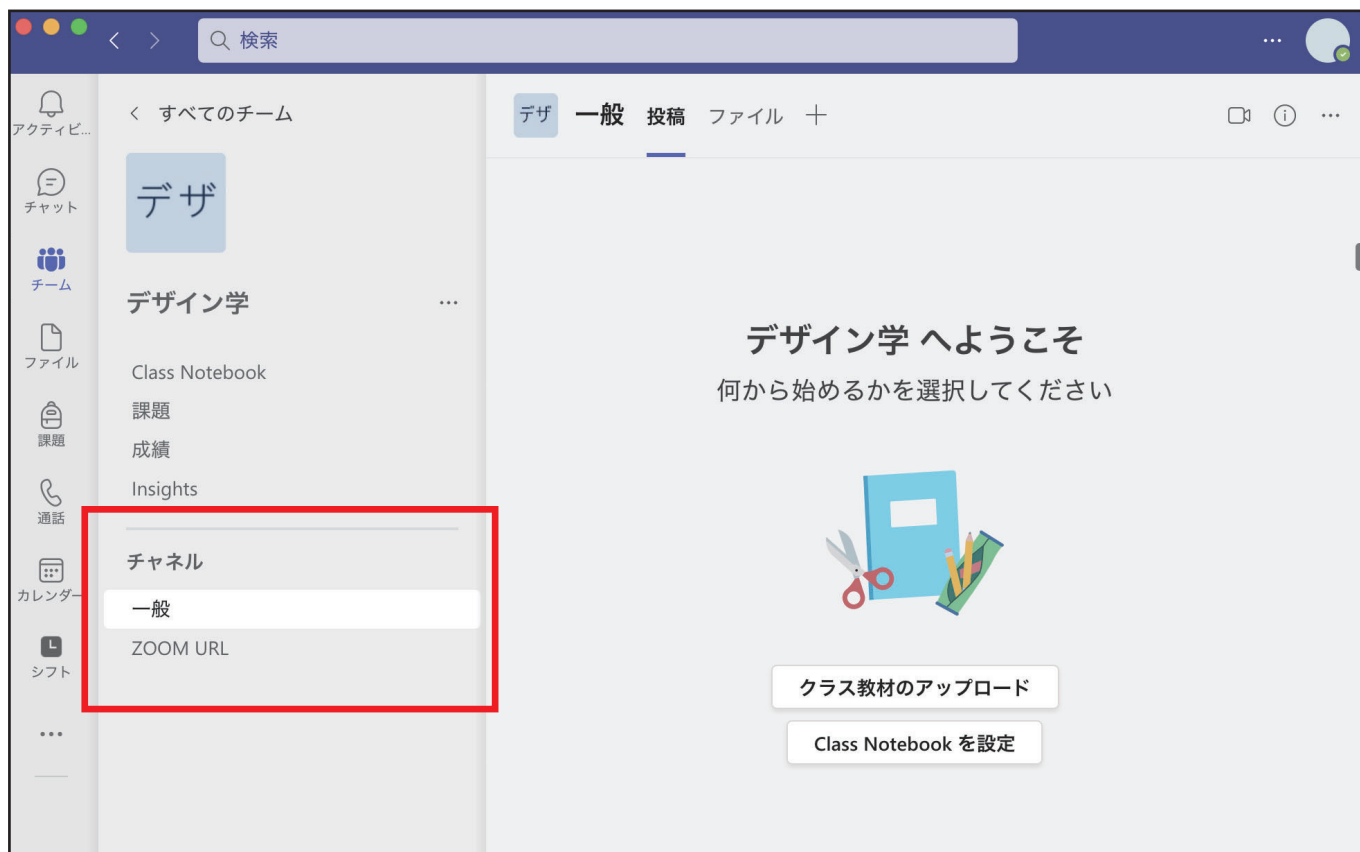 検索
アクティビ...
チャット
チーム
ファイル
課題
通話
カレンダー
シフト
すべてのチーム
デザ
デザイン学
Class Notebook
課題
成績
Insights
チャネル
一般
ZOOM URL
デザ 一般 投稿 ファイル
デザイン学 へようこそ
何から始めるかを選択してください
クラス教材のアップロード
Class Notebook を設定